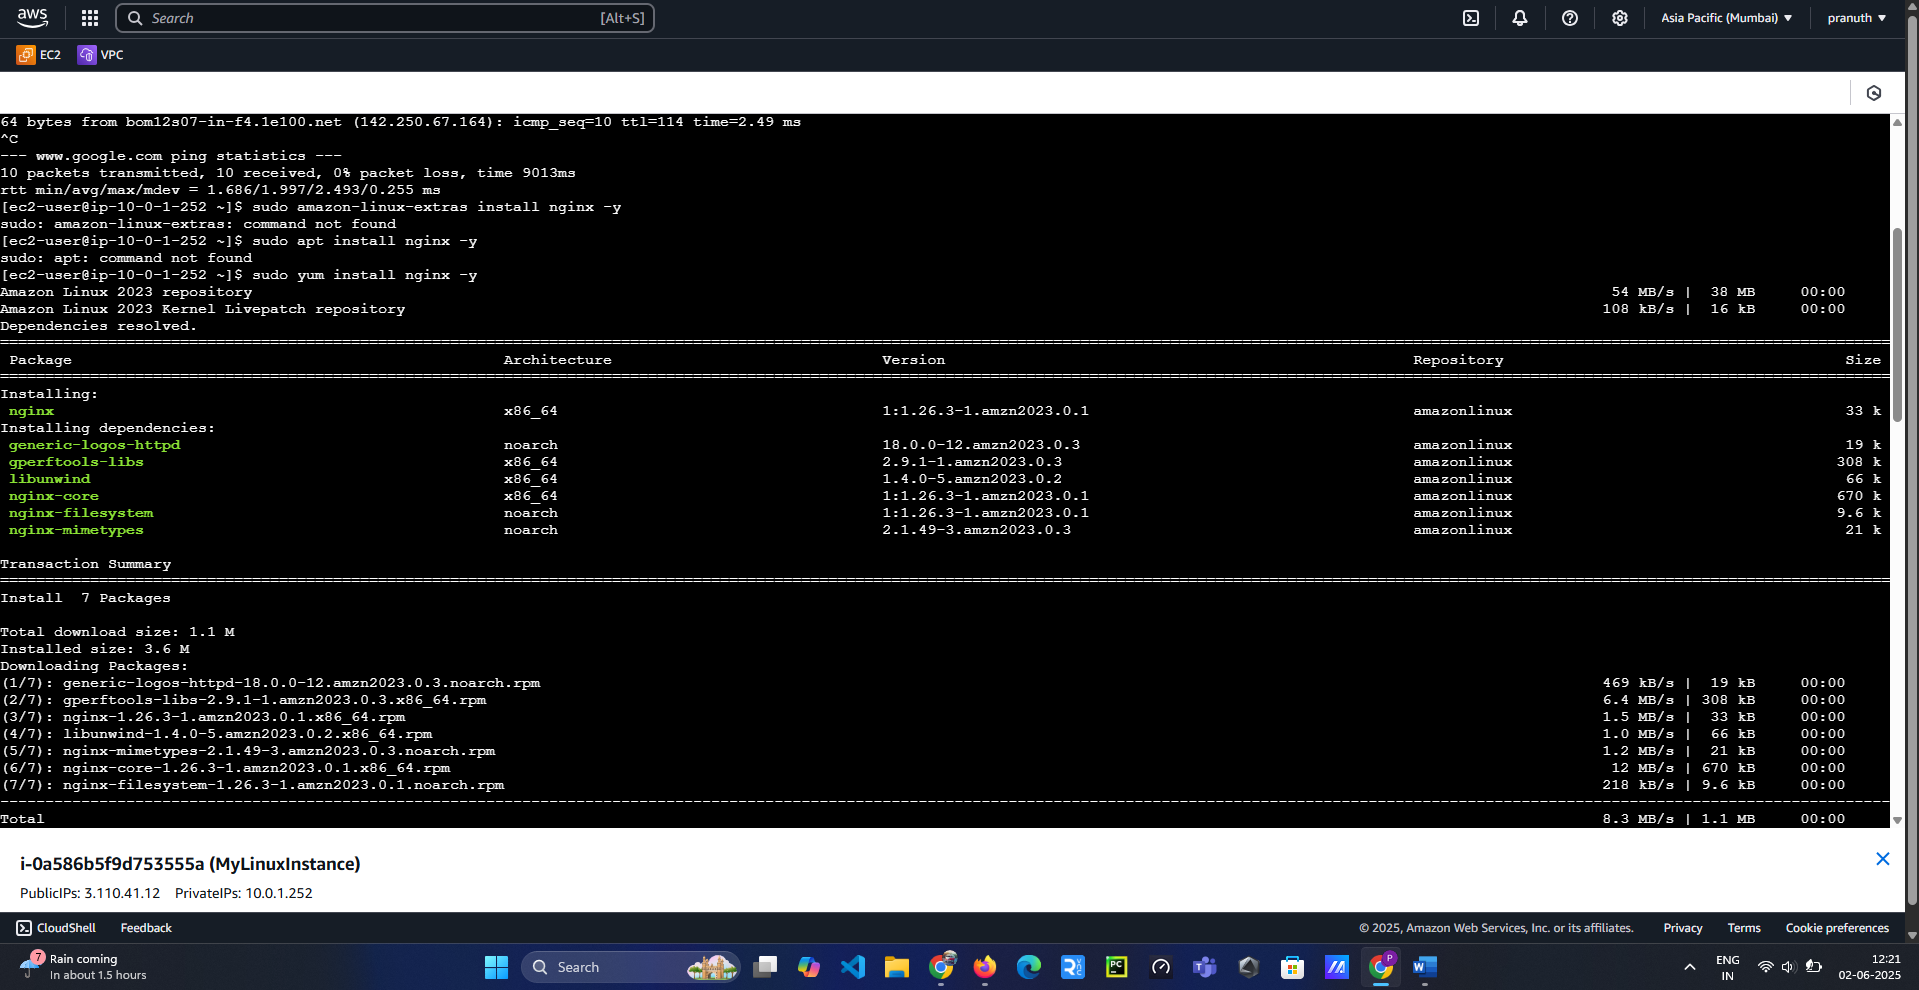 aws
Search [Alt+S]
Asia Pacific (Mumbai)
pranuth
EC2 VPC
64 bytes from bom12s07-in-f4.1e100.net (142.250.67.164): icmp_seq=10 ttl=114 time=2.49 ms
^C
--- www.google.com ping statistics ---
10 packets transmitted, 10 received, 0% packet loss, time 9013ms
rtt min/avg/max/mdev = 1.686/1.997/2.493/0.255 ms
[ec2-user@ip-10-0-1-252 ~]$ sudo amazon-linux-extras install nginx -y
sudo: amazon-linux-extras: command not found
[ec2-user@ip-10-0-1-252 ~]$ sudo apt install nginx -y
sudo: apt: command not found
[ec2-user@ip-10-0-1-252 ~]$ sudo yum install nginx -y
Amazon Linux 2023 repository 54 MB/s | 38 MB 00:00
Amazon Linux 2023 Kernel Livepatch repository 108 kB/s | 16 kB 00:00
Dependencies resolved.
Package Architecture Version Repository Size
Installing:
nginx x86_64 1:1.26.3-1.amzn2023.0.1 amazonlinux 33 k
Installing dependencies:
generic-logos-httpd noarch 18.0.0-12.amzn2023.0.3 amazonlinux 19 k
gperftools-libs x86_64 2.9.1-1.amzn2023.0.3 amazonlinux 308 k
libunwind x86_64 1.4.0-5.amzn2023.0.2 amazonlinux 66 k
nginx-core x86_64 1:1.26.3-1.amzn2023.0.1 amazonlinux 670 k
nginx-filesystem noarch 1:1.26.3-1.amzn2023.0.1 amazonlinux 9.6 k
nginx-mimetypes noarch 2.1.49-3.amzn2023.0.3 amazonlinux 21 k
Transaction Summary
Install 7 Packages
Total download size: 1.1 M
Installed size: 3.6 M
Downloading Packages:
(1/7): generic-logos-httpd-18.0.0-12.amzn2023.0.3.noarch.rpm 469 kB/s | 19 kB 00:00
(2/7): gperftools-libs-2.9.1-1.amzn2023.0.3.x86_64.rpm 6.4 MB/s | 308 kB 00:00
(3/7): nginx-1.26.3-1.amzn2023.0.1.x86_64.rpm 1.5 MB/s | 33 kB 00:00
(4/7): libunwind-1.4.0-5.amzn2023.0.2.x86_64.rpm 1.0 MB/s | 66 kB 00:00
(5/7): nginx-mimetypes-2.1.49-3.amzn2023.0.3.noarch.rpm 1.2 MB/s | 21 kB 00:00
(6/7): nginx-core-1.26.3-1.amzn2023.0.1.x86_64.rpm 12 MB/s | 670 kB 00:00
(7/7): nginx-filesystem-1.26.3-1.amzn2023.0.1.noarch.rpm 218 kB/s | 9.6 kB 00:00
Total 8.3 MB/s | 1.1 MB 00:00
i-0a586b5f9d753555a (MyLinuxInstance)
PublicIPs: 3.110.41.12 PrivateIPs: 10.0.1.252
CloudShell Feedback © 2025, Amazon Web Services, Inc. or its affiliates. Privacy Terms Cookie preferences
7
Rain coming
In about 1.5 hours
Search
PC
P
ENG
IN
12:21
02-06-2025